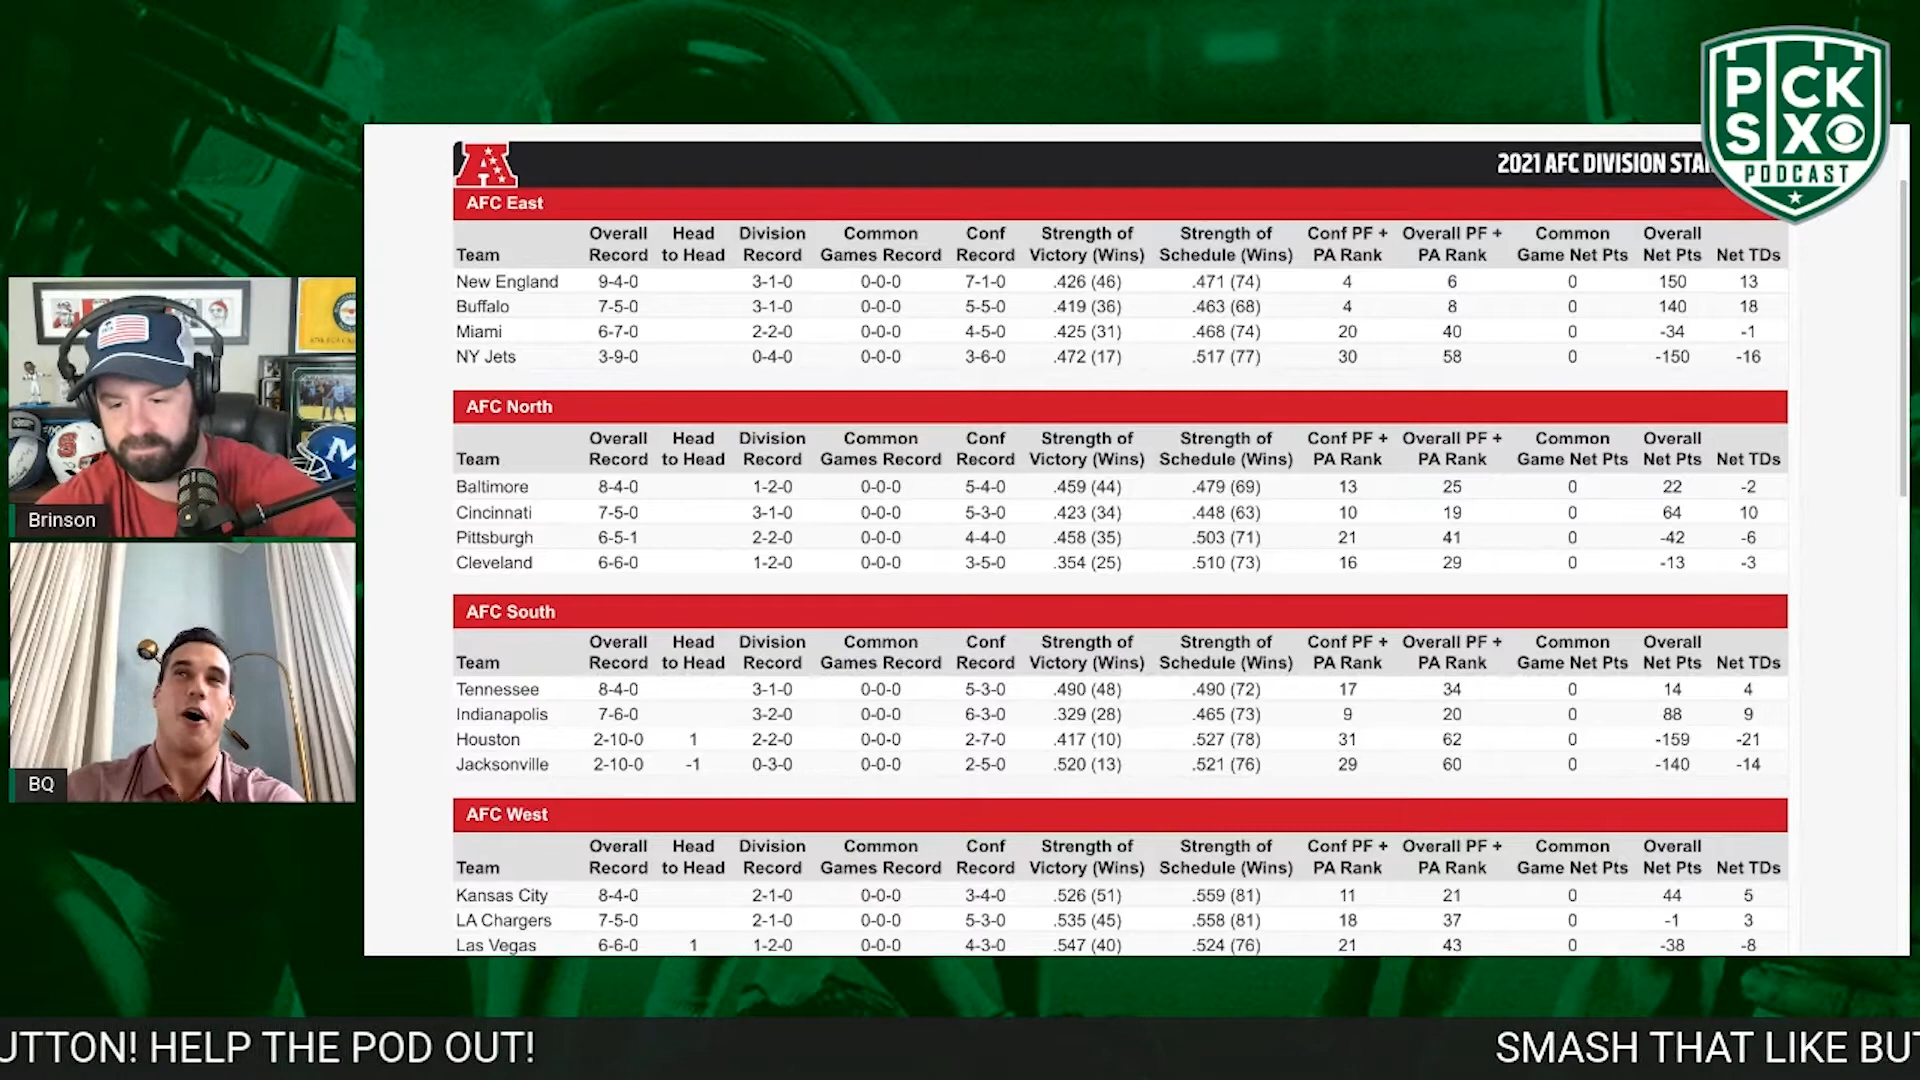 PICK
SIX
PODCAST
2021 AFC DIVISION STA
AFC East
Team Overall Record Head to Head Division Record Common Games Record Conf Record Strength of Victory (Wins) Strength of Schedule (Wins) Conf PF + PA Rank Overall PF + PA Rank Common Game Net Pts Overall Net Pts Net TDs
New England 9-4-0 3-1-0 0-0-0 7-1-0 .426 (46) .471 (74) 4 6 0 150 13
Buffalo 7-5-0 3-1-0 0-0-0 5-5-0 .419 (36) .463 (68) 4 8 0 140 18
Miami 6-7-0 2-2-0 0-0-0 4-5-0 .425 (31) .468 (74) 20 40 0 -34 -1
NY Jets 3-9-0 0-4-0 0-0-0 3-6-0 .472 (17) .517 (77) 30 58 0 -150 -16
AFC North
Team Overall Record Head to Head Division Record Common Games Record Conf Record Strength of Victory (Wins) Strength of Schedule (Wins) Conf PF + PA Rank Overall PF + PA Rank Common Game Net Pts Overall Net Pts Net TDs
Baltimore 8-4-0 1-2-0 0-0-0 5-4-0 .459 (44) .479 (69) 13 25 0 22 -2
Cincinnati 7-5-0 3-1-0 0-0-0 5-3-0 .423 (34) .448 (63) 10 19 0 64 10
Pittsburgh 6-5-1 2-2-0 0-0-0 4-4-0 .458 (35) .503 (71) 21 41 0 -42 -6
Cleveland 6-6-0 1-2-0 0-0-0 3-5-0 .354 (25) .510 (73) 16 29 0 -13 -3
AFC South
Team Overall Record Head to Head Division Record Common Games Record Conf Record Strength of Victory (Wins) Strength of Schedule (Wins) Conf PF + PA Rank Overall PF + PA Rank Common Game Net Pts Overall Net Pts Net TDs
Tennessee 8-4-0 3-1-0 0-0-0 5-3-0 .490 (48) .490 (72) 17 34 0 14 4
Indianapolis 7-6-0 3-2-0 0-0-0 6-3-0 .329 (28) .465 (73) 9 20 0 88 9
Houston 2-10-0 1 2-2-0 0-0-0 2-7-0 .417 (10) .527 (78) 31 62 0 -159 -21
Jacksonville 2-10-0 -1 0-3-0 0-0-0 2-5-0 .520 (13) .521 (76) 29 60 0 -140 -14
AFC West
Team Overall Record Head to Head Division Record Common Games Record Conf Record Strength of Victory (Wins) Strength of Schedule (Wins) Conf PF + PA Rank Overall PF + PA Rank Common Game Net Pts Overall Net Pts Net TDs
Kansas City 8-4-0 2-1-0 0-0-0 3-4-0 .526 (51) .559 (81) 11 21 0 44 5
LA Chargers 7-5-0 2-1-0 0-0-0 5-3-0 .535 (45) .558 (81) 18 37 0 -1 3
Las Vegas 6-6-0 1 1-2-0 0-0-0 4-3-0 .547 (40) .524 (76) 21 43 0 -38 -8
Brinson
BQ
UTTON! HELP THE POD OUT! SMASH THAT LIKE BUT